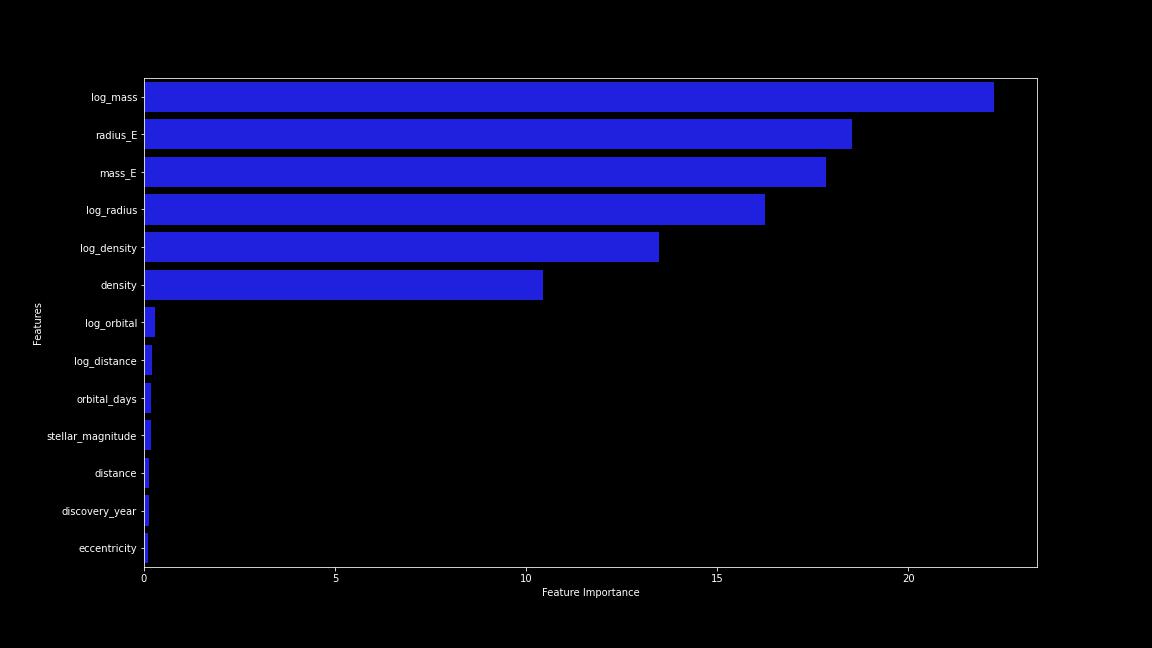 log_mass
radius_E
mass_E
log_radius
log_density
density
log_orbital
log_distance
orbital_days
stellar_magnitude
distance
discovery_year
eccentricity
Features
0 5 10 15 20
Feature Importance